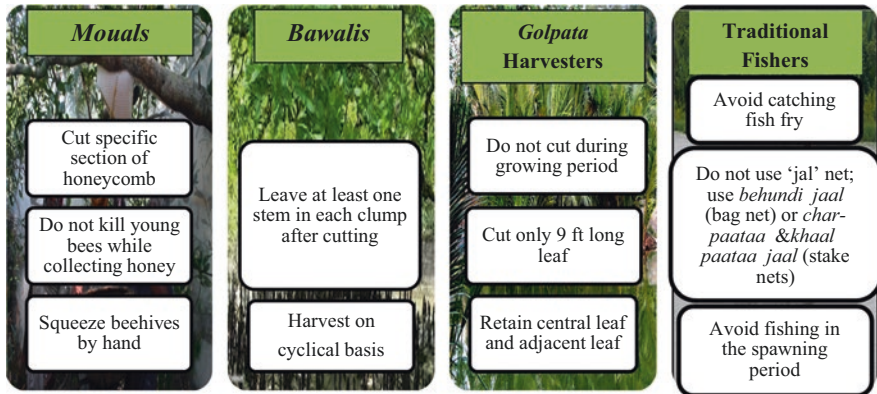 Mouals
Cut specific
section of
honeycomb
Do not kill young
bees while
collecting honey
Squeeze beehives
by hand
Bawalis
Leave at least one
stem in each clump
after cutting
Harvest on
cyclical basis
Golpata
Harvesters
Do not cut during
growing period
Cut only 9 ft long
leaf
Retain central leaf
and adjacent leaf
Traditional
Fishers
Avoid catching
fish fry
Do not use ‘jal’ net;
use behundi jaal
(bag net) or char-
paataa &khaal
paataa jaal (stake
nets)
Avoid fishing in
the spawning
period